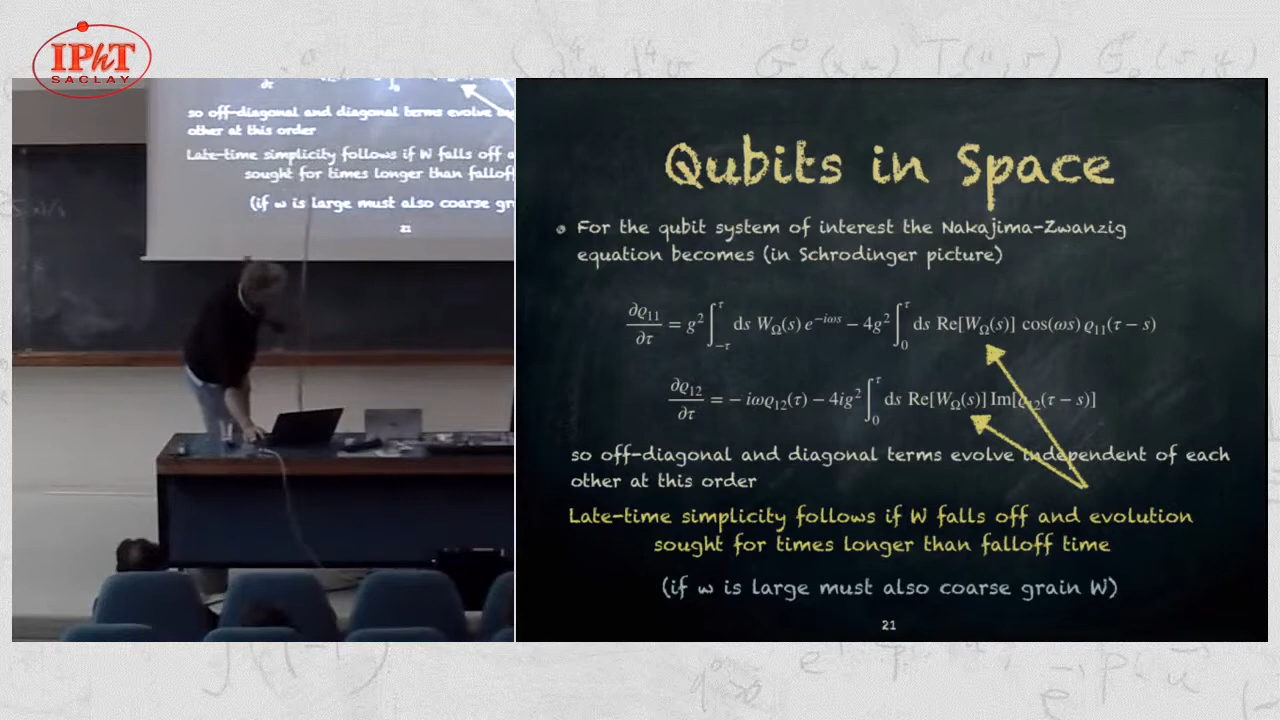 IPhT
SACLAY
so off-diagonal and diagonal terms evolve
other at this order
Late-time simplicity follows if W falls off
sought for times longer than falloff
(if ω is large must also coarse
21
Qubits in Space
For the qubit system of interest the Nakajima-Zwanzig
equation becomes (in Schrodinger picture)
∂ϱ₁₁/∂τ = g² ∫_{-τ}^{τ} ds W_Ω(s) e^{-iωs} − 4g² ∫_0^τ ds Re[W_Ω(s)] cos(ωs) ϱ₁₁(τ − s)
∂ϱ₁₂/∂τ = − iωϱ₁₂(τ) − 4ig² ∫_0^τ ds Re[W_Ω(s)] Im[ϱ₁₂(τ − s)]
so off-diagonal and diagonal terms evolve independent of each
other at this order
Late-time simplicity follows if W falls off and evolution
sought for times longer than falloff time
(if ω is large must also coarse grain W)
21